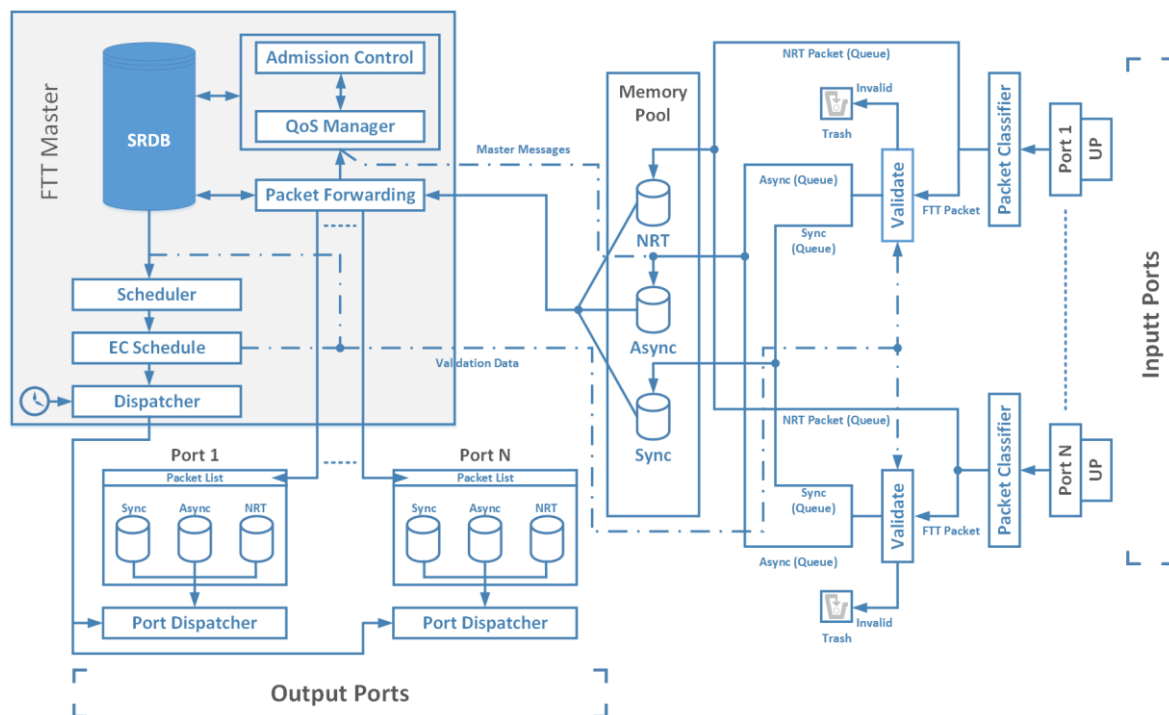 FTT Master
SRDB
Admission Control
QoS Manager
Packet Forwarding
Scheduler
EC Schedule
Dispatcher
Master Messages
Validation Data
Memory
Pool
NRT
Async
Sync
NRT Packet (Queue)
Invalid
Trash
Async (Queue)
Sync
(Queue)
Validate
FTT Packet
Packet Classifier
Port 1
UP
NRT Packet (Queue)
Sync
(Queue)
Async (Queue)
Validate
FTT Packet
Packet Classifier
Port N
UP
Invalid
Trash
Inputt Ports
Port 1
Packet List
Sync
Async
NRT
Port Dispatcher
Port N
Packet List
Sync
Async
NRT
Port Dispatcher
Output Ports